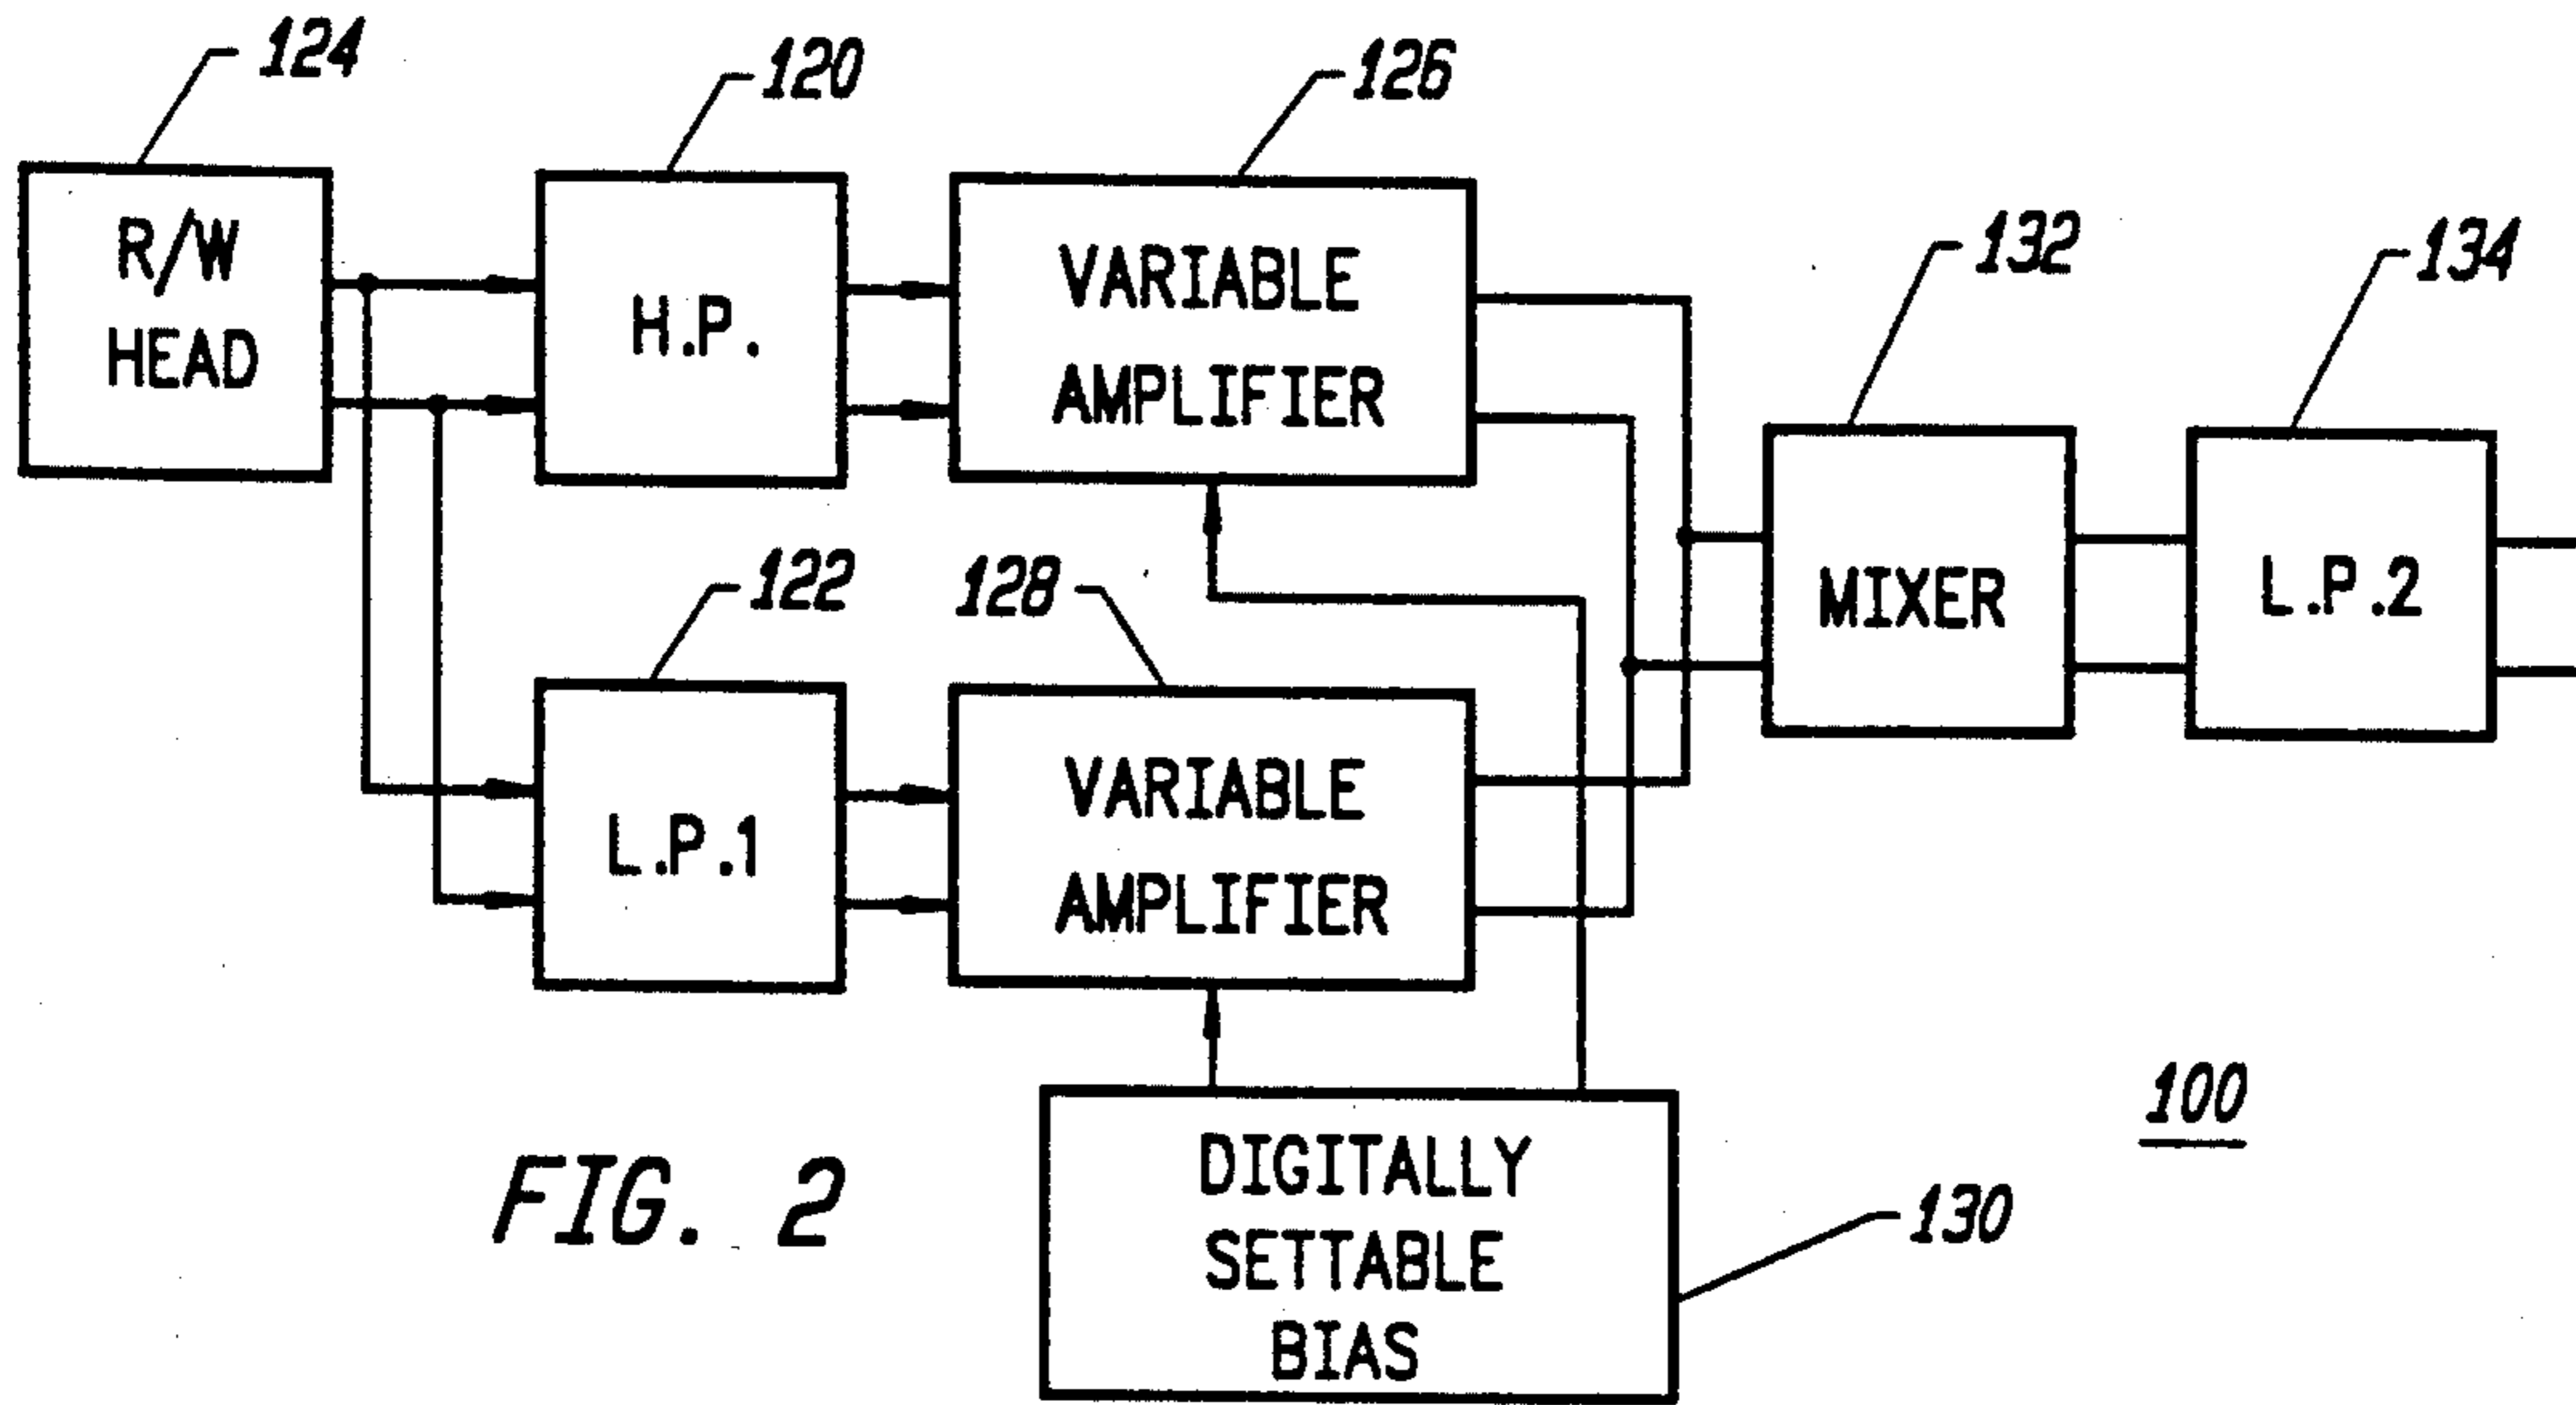 124
120
126
132
134
R/W
HEAD
H.P.
VARIABLE
AMPLIFIER
MIXER
L.P.2
122
128
L.P.1
VARIABLE
AMPLIFIER
100
DIGITALLY
SETTABLE
BIAS
130
FIG. 2